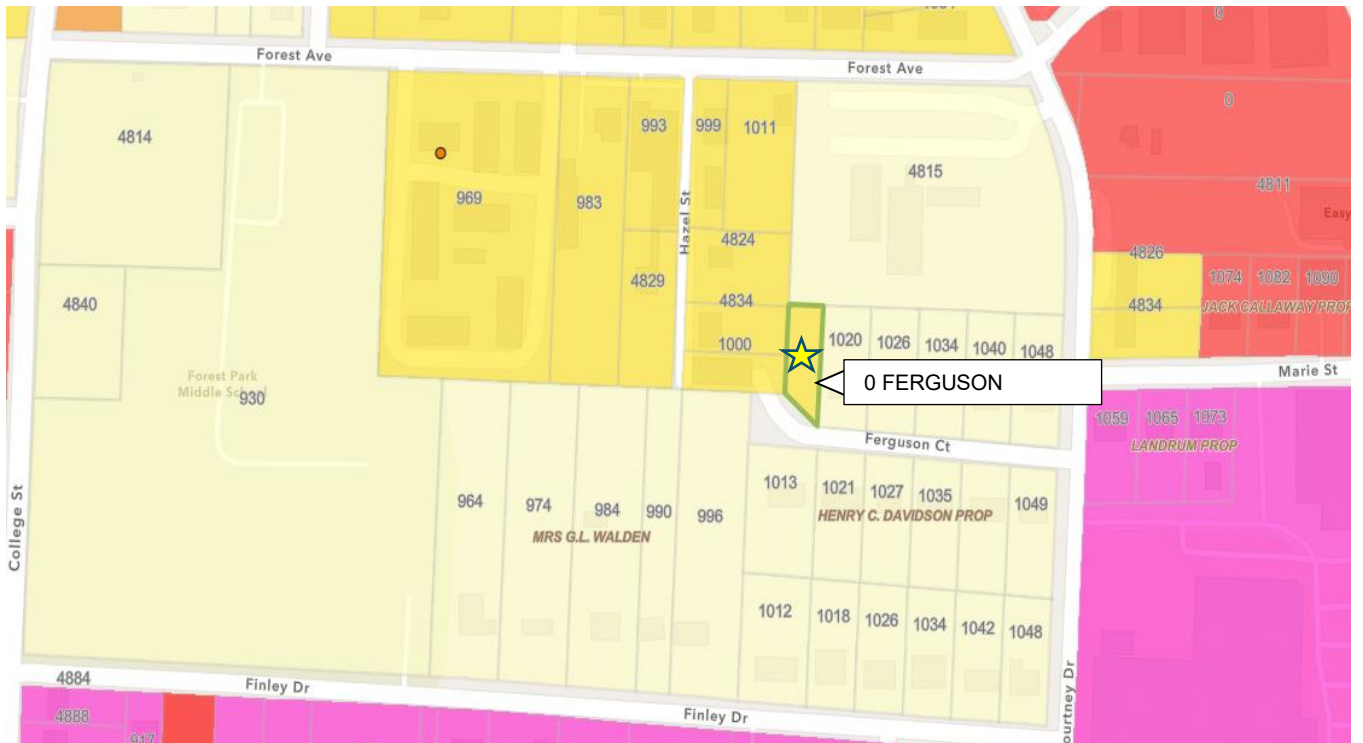 0
Forest Ave
Forest Ave
0
4814
993
999
1011
4815
4811
969
983
Hazel St
Easy
4824
4826
4829
1074
1082
1090
4840
4834
4834
JACK CALLAWAY PROP
1000
1020
1026
1034
1040
1048
Forest Park
Middle School
930
0 FERGUSON
Marie St
1059
1065
1073
LANDRUM PROP
Ferguson Ct
964
974
984
990
996
1013
1021
1027
1035
1049
HENRY C. DAVIDSON PROP
MRS G.L. WALDEN
College St
1012
1018
1026
1034
1042
1048
4884
Finley Dr
Finley Dr
ourtney Dr
4888
917